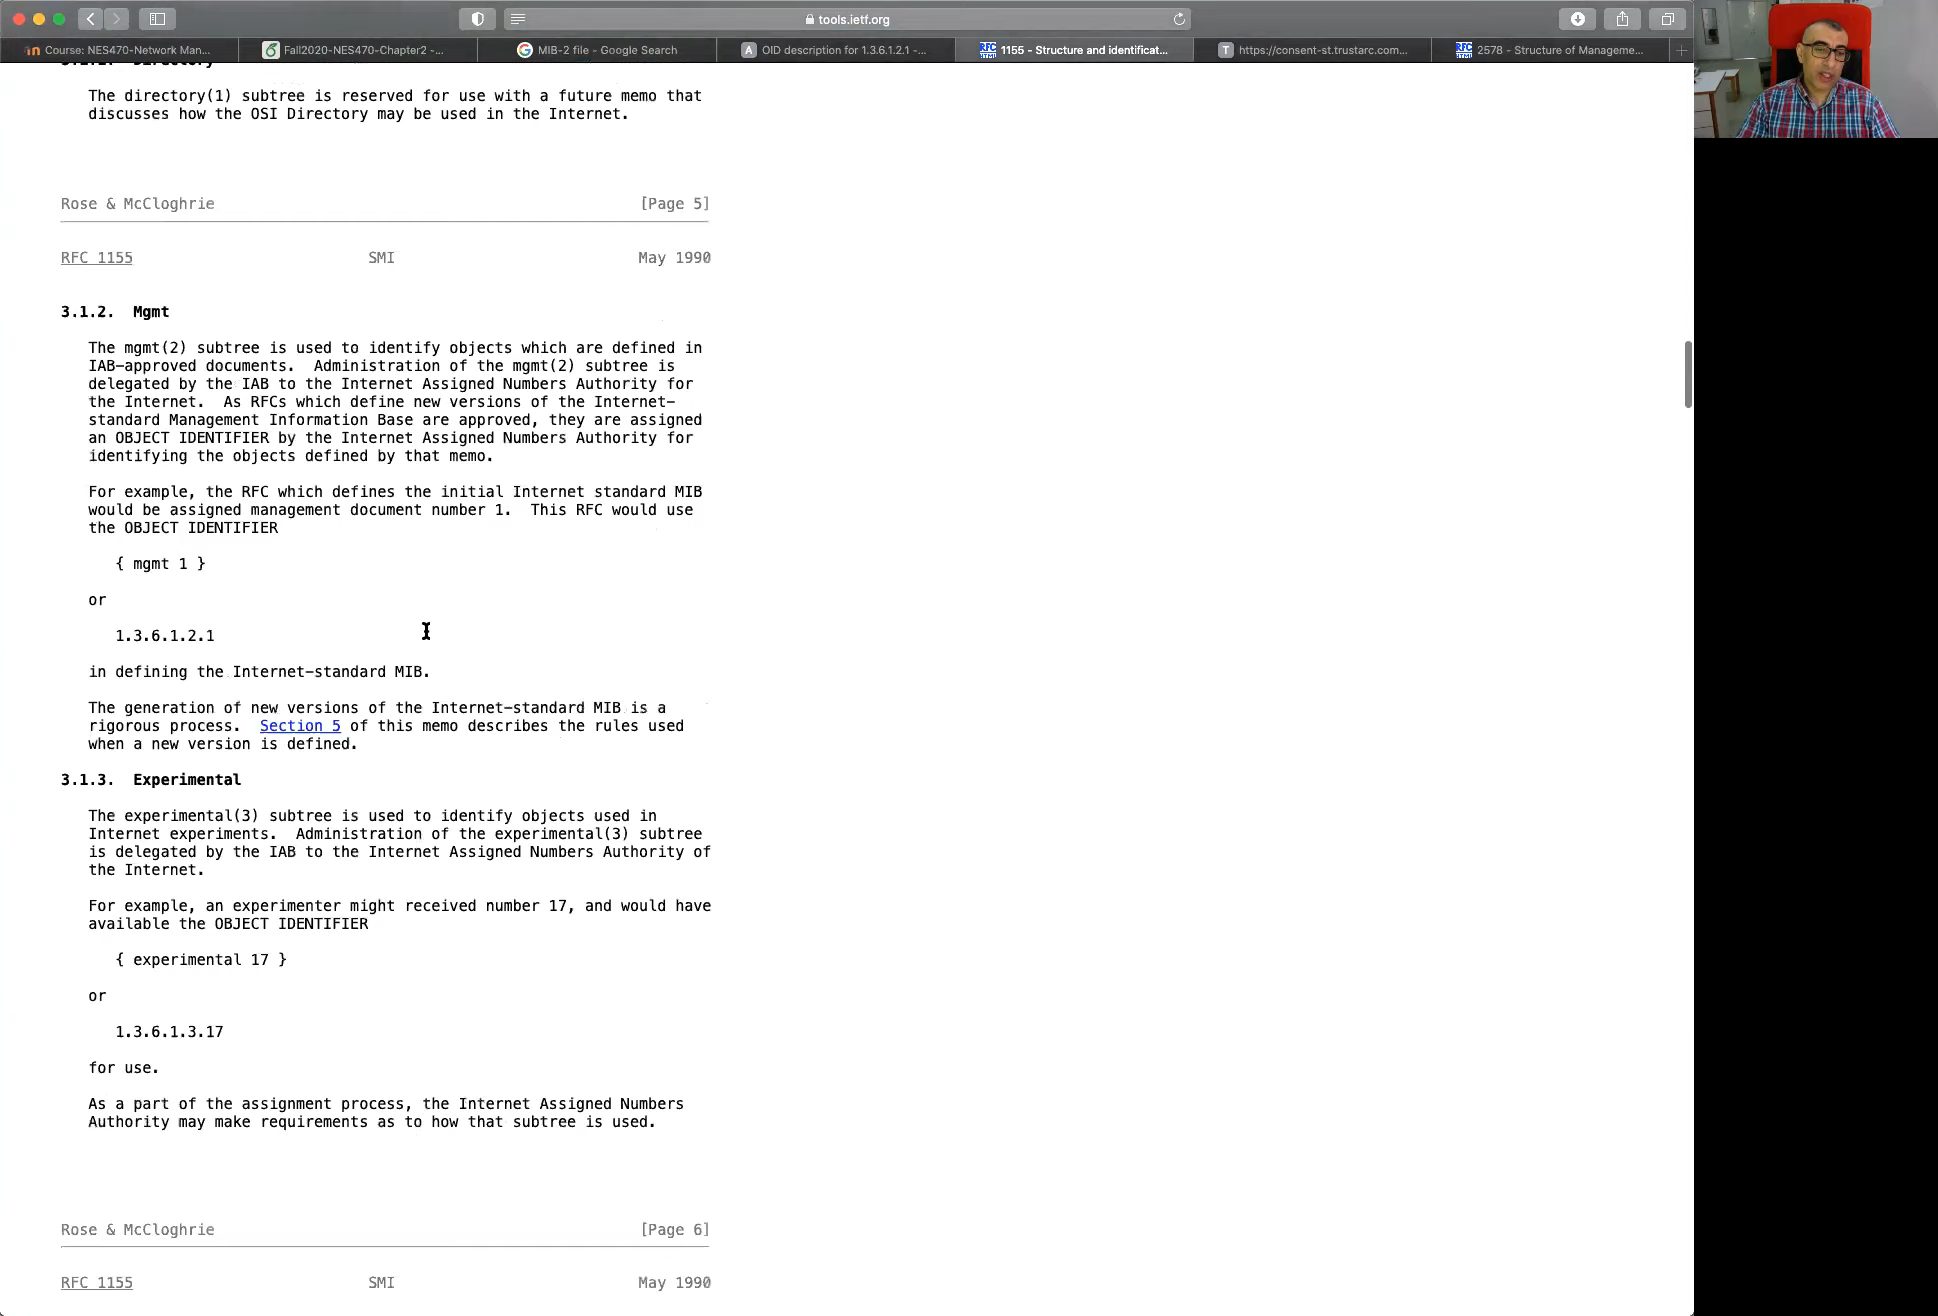 tools.ietf.org
Course: NES470-Network Man...
Fall2020-NES470-Chapter2 -...
MIB-2 file - Google Search
OID description for 1.3.6.1.2.1 -...
1155 - Structure and identificat...
https://consent-st.trustarc.com...
2578 - Structure of Manageme...
The directory(1) subtree is reserved for use with a future memo that
discusses how the OSI Directory may be used in the Internet.
Rose & McCloghrie [Page 5]
RFC 1155 SMI May 1990
3.1.2. Mgmt
The mgmt(2) subtree is used to identify objects which are defined in
IAB-approved documents. Administration of the mgmt(2) subtree is
delegated by the IAB to the Internet Assigned Numbers Authority for
the Internet. As RFCs which define new versions of the Internet-
standard Management Information Base are approved, they are assigned
an OBJECT IDENTIFIER by the Internet Assigned Numbers Authority for
identifying the objects defined by that memo.
For example, the RFC which defines the initial Internet standard MIB
would be assigned management document number 1. This RFC would use
the OBJECT IDENTIFIER
{ mgmt 1 }
or
1.3.6.1.2.1
in defining the Internet-standard MIB.
The generation of new versions of the Internet-standard MIB is a
rigorous process. Section 5 of this memo describes the rules used
when a new version is defined.
3.1.3. Experimental
The experimental(3) subtree is used to identify objects used in
Internet experiments. Administration of the experimental(3) subtree
is delegated by the IAB to the Internet Assigned Numbers Authority of
the Internet.
For example, an experimenter might received number 17, and would have
available the OBJECT IDENTIFIER
{ experimental 17 }
or
1.3.6.1.3.17
for use.
As a part of the assignment process, the Internet Assigned Numbers
Authority may make requirements as to how that subtree is used.
Rose & McCloghrie [Page 6]
RFC 1155 SMI May 1990